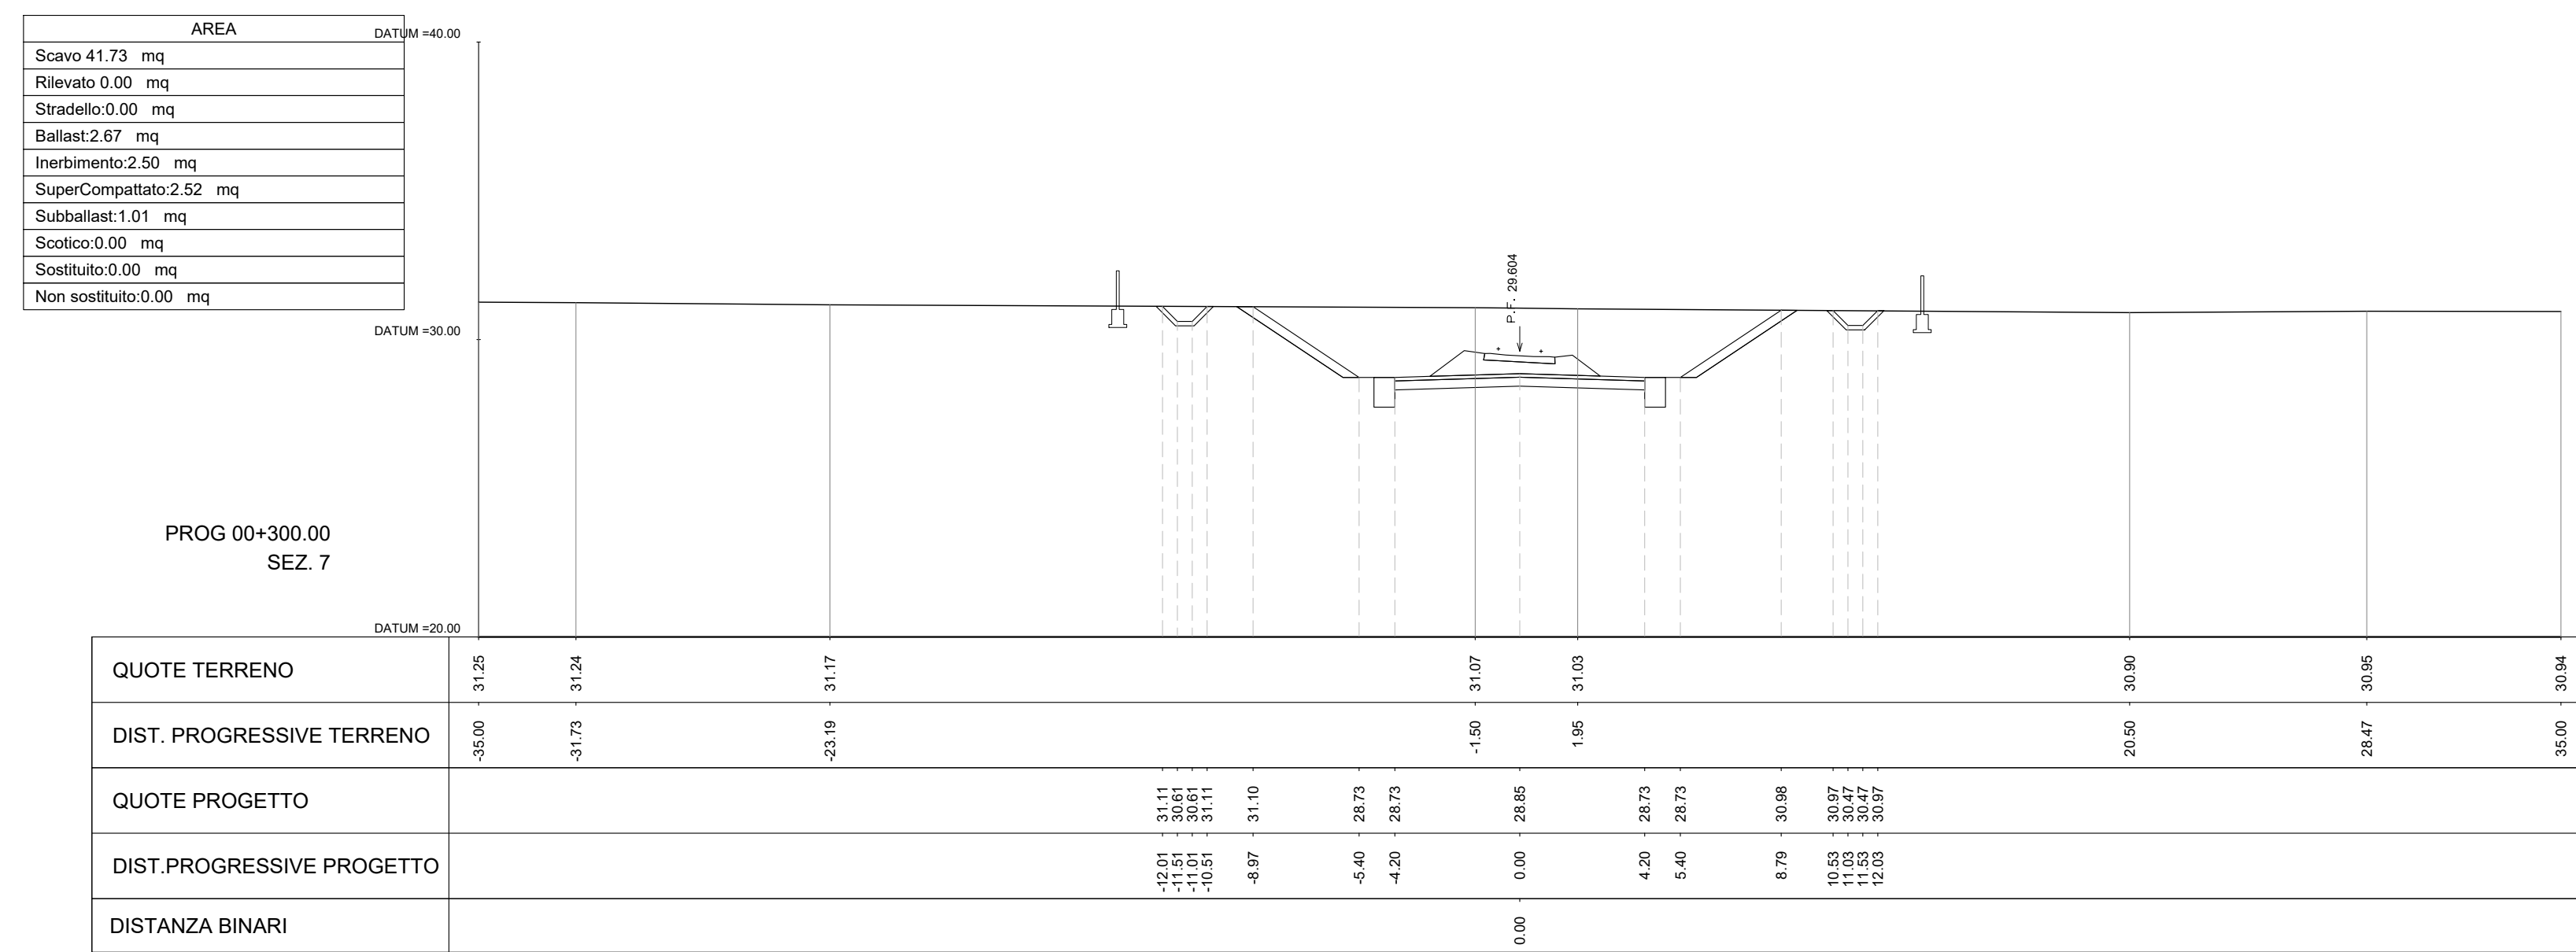 AREA
Scavo 41.73 mq
Rilevato 0.00 mq
Stradello:0.00 mq
Ballast:2.67 mq
Inerbimento:2.50 mq
SuperCompattato:2.52 mq
Subballast:1.01 mq
Scotico:0.00 mq
Sostituito:0.00 mq
Non sostituito:0.00 mq
DATUM =40.00
DATUM =30.00
DATUM =20.00
P.F. 29.604
PROG 00+300.00
SEZ. 7
QUOTE TERRENO 31.25 31.24 31.17 31.07 31.03 30.90 30.95 30.94
DIST. PROGRESSIVE TERRENO -35.00 -31.73 -23.19 -1.50 1.95 20.50 28.47 35.00
QUOTE PROGETTO 31.11 30.61 30.61 31.11 31.10 28.73 28.73 28.85 28.73 28.73 30.98 30.97 30.47 30.47 30.97
DIST.PROGRESSIVE PROGETTO -12.01 -11.51 -11.01 -10.51 -8.97 -5.40 -4.20 0.00 4.20 5.40 8.79 10.53 11.03 11.53 12.03
DISTANZA BINARI 0.00